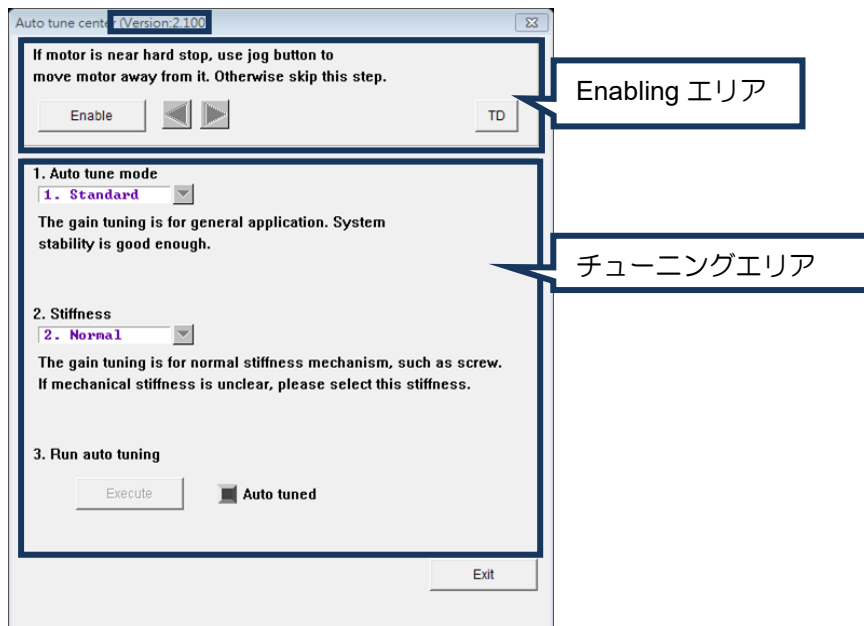 Auto tune center (Version:2.100)
If motor is near hard stop, use jog button to
move motor away from it. Otherwise skip this step.
Enable
TD
Enabling エリア
1. Auto tune mode
1. Standard
The gain tuning is for general application. System
stability is good enough.
チューニングエリア
2. Stiffness
2. Normal
The gain tuning is for normal stiffness mechanism, such as screw.
If mechanical stiffness is unclear, please select this stiffness.
3. Run auto tuning
Execute
Auto tuned
Exit